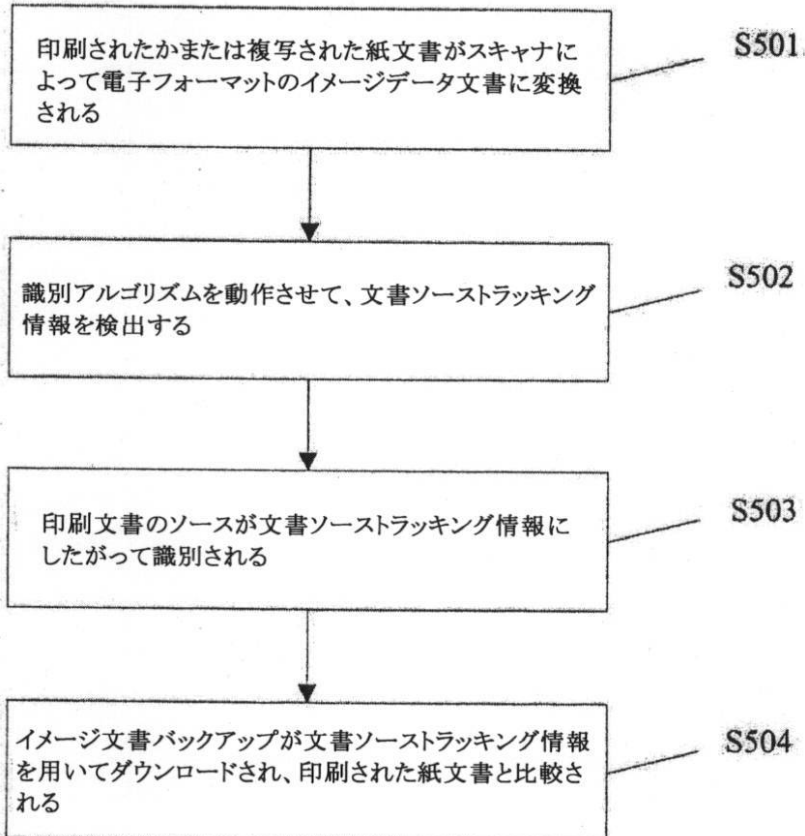 印刷されたかまたは複写された紙文書がスキャナに
よって電子フォーマットのイメージデータ文書に変換
される
S501
識別アルゴリズムを動作させて、文書ソーストラッキング
情報を検出する
S502
印刷文書のソースが文書ソーストラッキング情報に
したがって識別される
S503
イメージ文書バックアップが文書ソーストラッキング情報
を用いてダウンロードされ、印刷された紙文書と比較さ
れる
S504